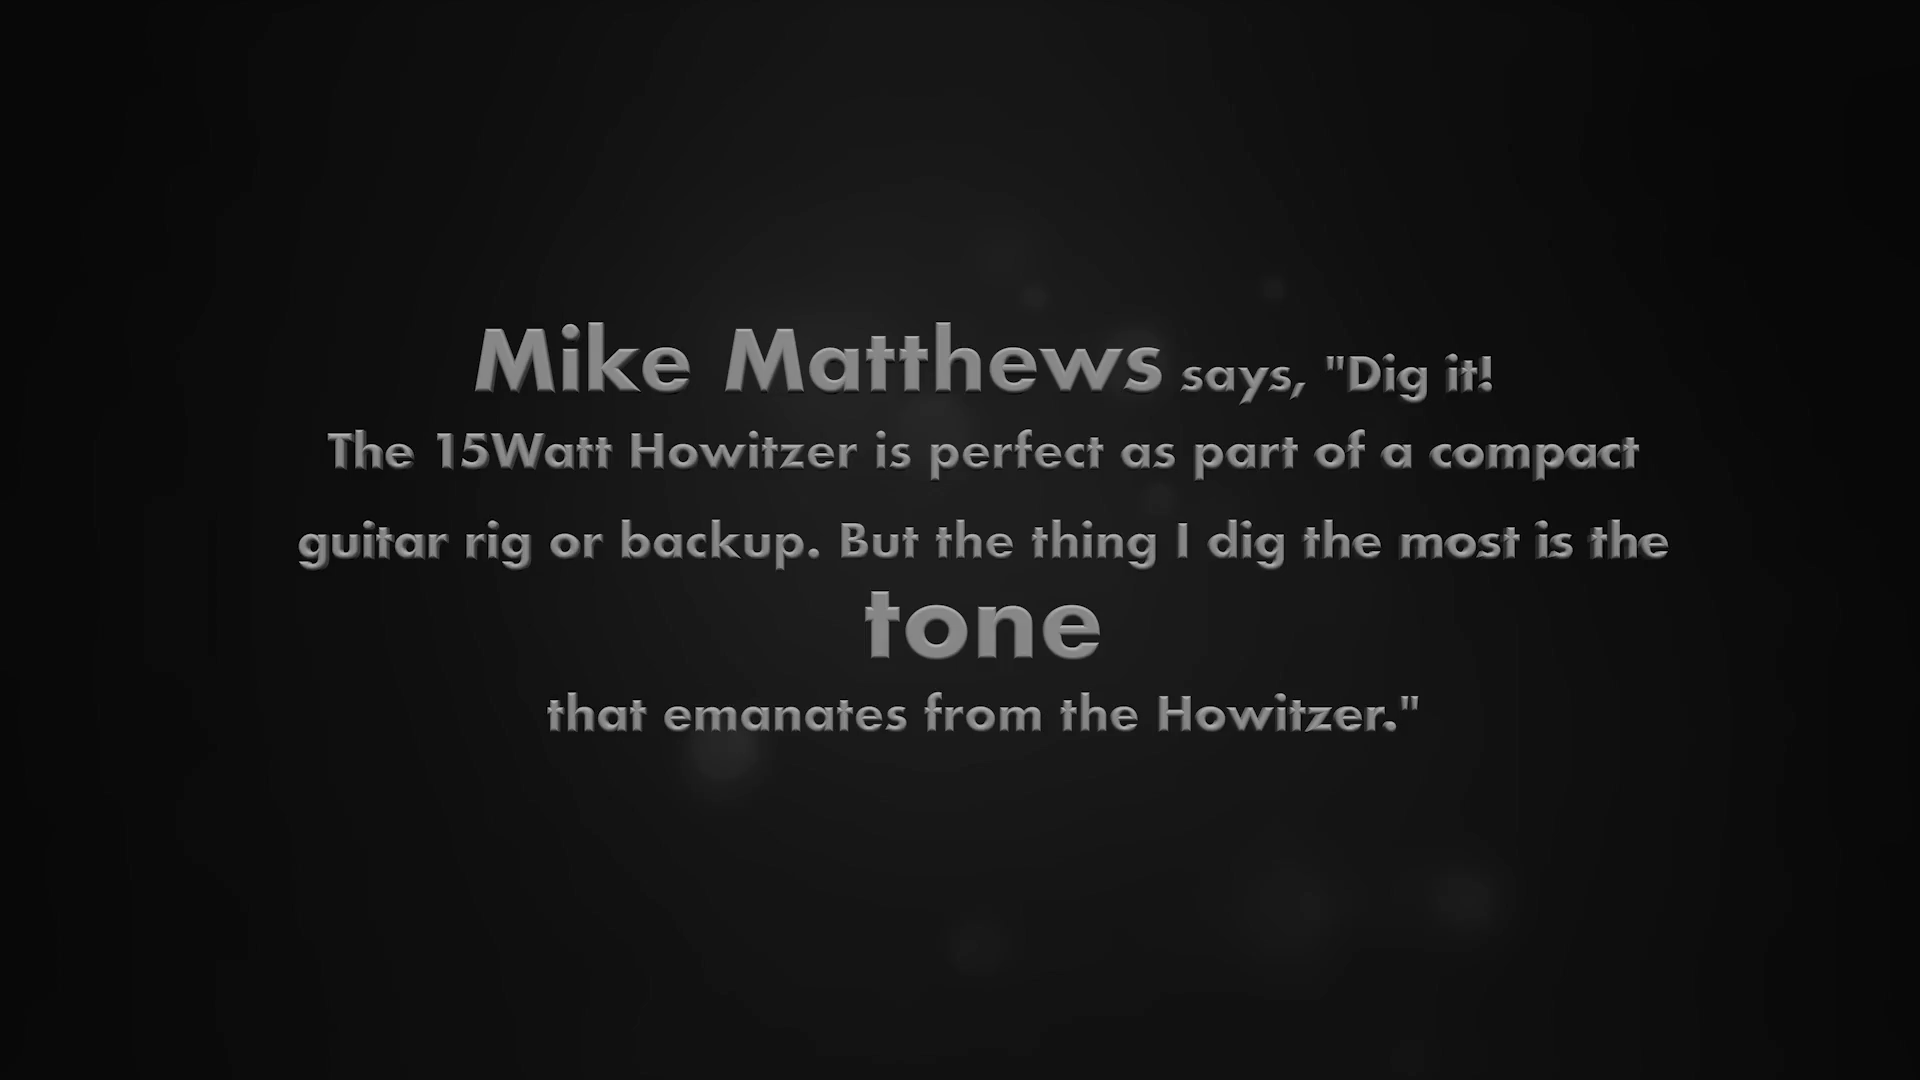 Mike Matthews says, "Dig it!
The 15Watt Howitzer is perfect as part of a compact
guitar rig or backup. But the thing I dig the most is the
tone
that emanates from the Howitzer."